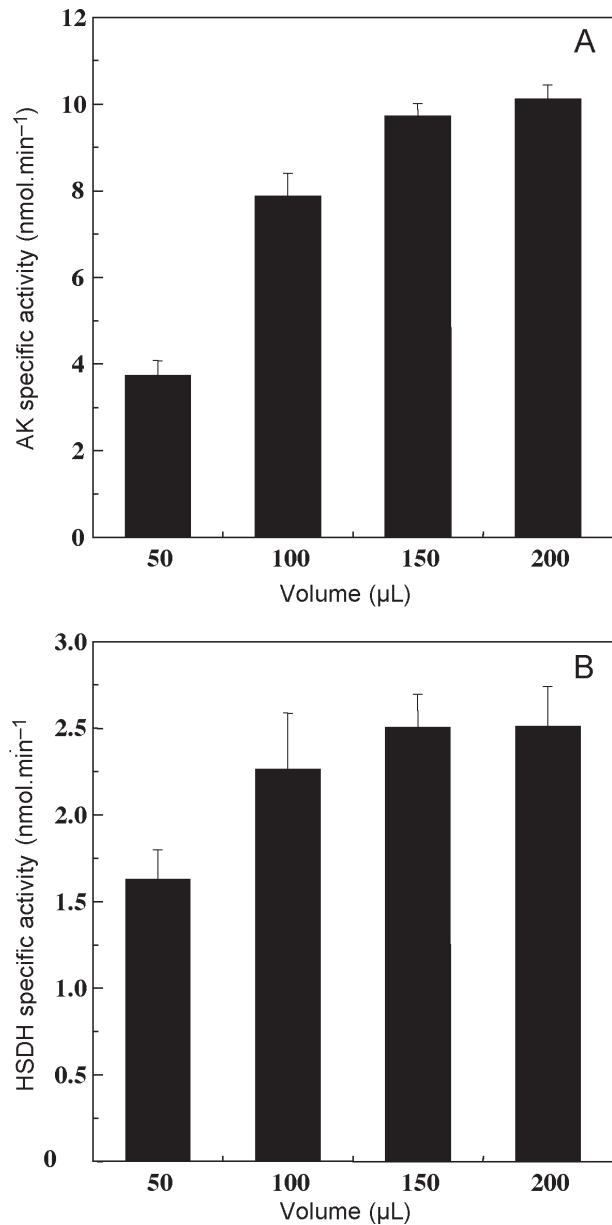 A
AK specific activity (nmol.min⁻¹)
12
10
8
6
4
2
0
50 100 150 200
Volume (µL)
B
HSDH specific activity (nmol.min⁻¹
3.0
2.5
2.0
1.5
1.0
0.5
0
50 100 150 200
Volume (µL)